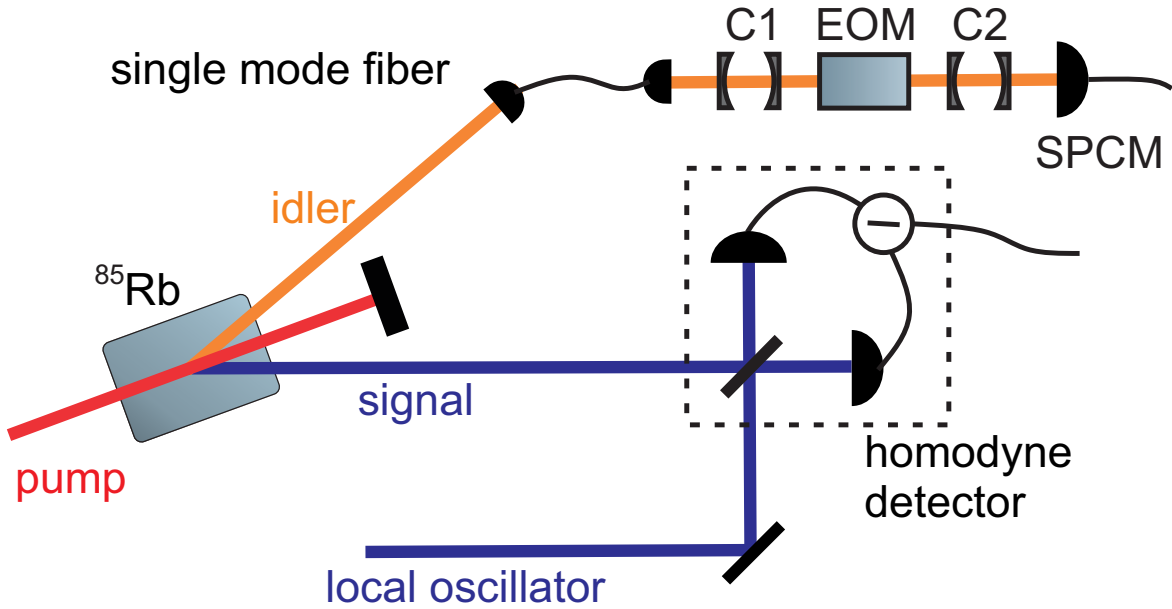 C1 EOM C2
single mode fiber
SPCM
idler
⁸⁵Rb
signal
pump
homodyne
detector
local oscillator